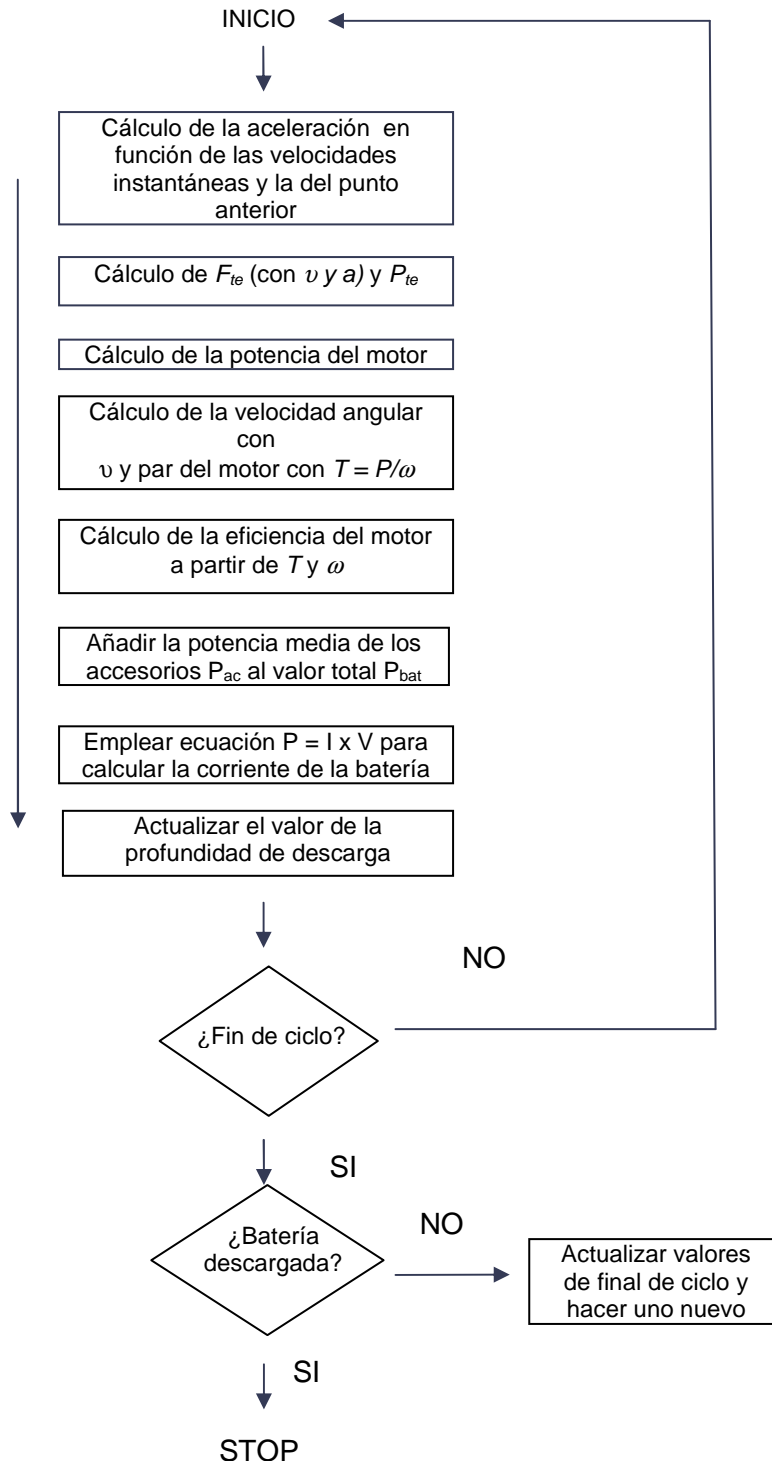 INICIO
Cálculo de la aceleración en
función de las velocidades
instantáneas y la del punto
anterior
Cálculo de Fte (con υ y a) y Pte
Cálculo de la potencia del motor
Cálculo de la velocidad angular
con
υ y par del motor con T = P/ω
Cálculo de la eficiencia del motor
a partir de T y ω
Añadir la potencia media de los
accesorios Pac al valor total Pbat
Emplear ecuación P = I x V para
calcular la corriente de la batería
Actualizar el valor de la
profundidad de descarga
NO
¿Fin de ciclo?
SI
¿Batería
descargada?
NO
Actualizar valores
de final de ciclo y
hacer uno nuevo
SI
STOP